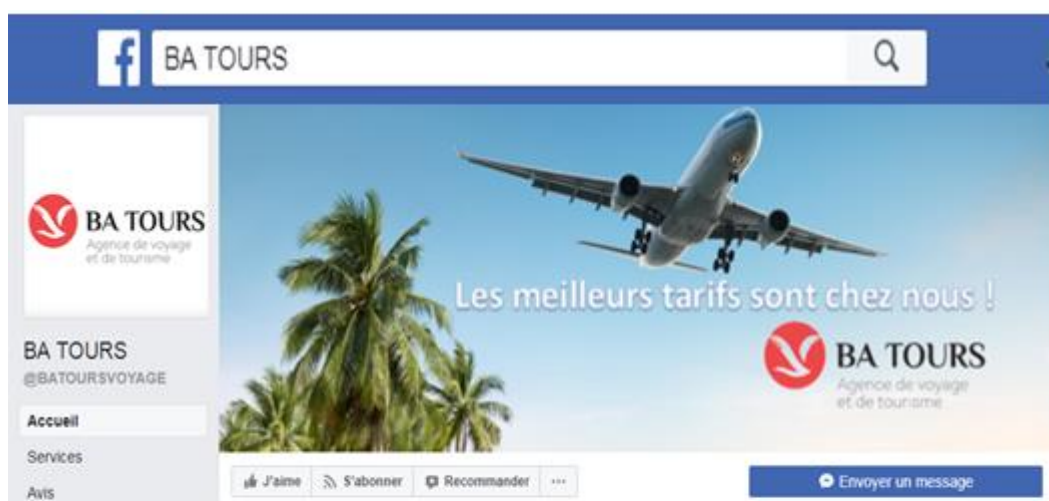 f BA TOURS
BA TOURS
Agence de voyage
et de tourisme
BA TOURS
@BATOURSVOYAGE
Accueil
Services
Avis
Les meilleurs tarifs sont chez nous !
BA TOURS
Agence de voyage
et de tourisme
J'aime S'abonner Recommander ...
Envoyer un message